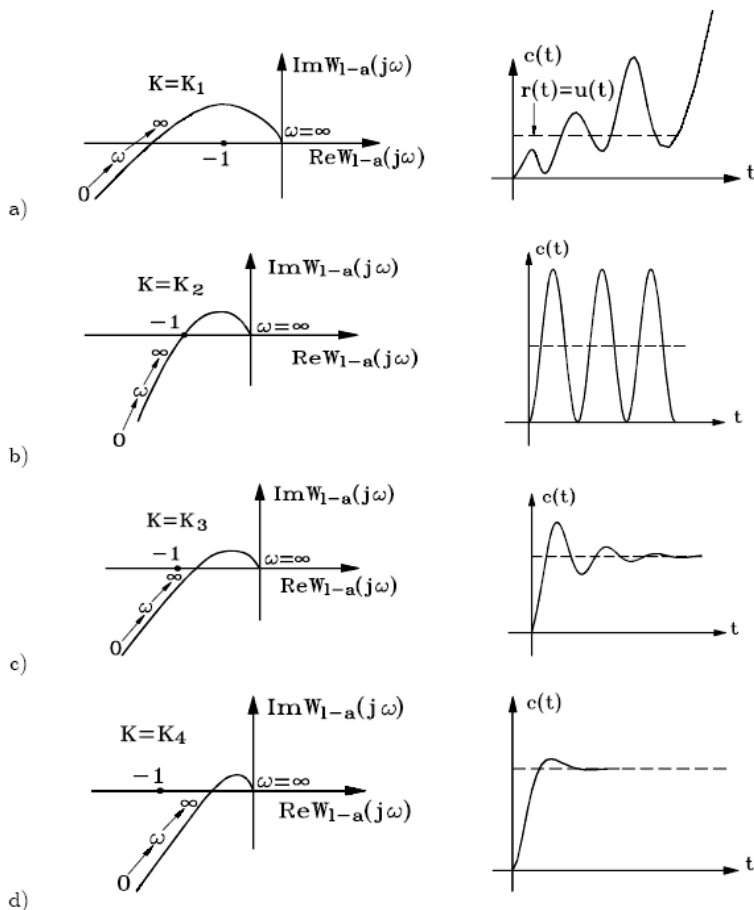 ImW₁₋ₐ(jω)
K=K₁
0 ω ∞
−1
ω=∞
ReW₁₋ₐ(jω)
c(t)
r(t)=u(t)
t
a)
ImW₁₋ₐ(jω)
K=K₂
−1
0 ω ∞
ω=∞
ReW₁₋ₐ(jω)
c(t)
t
b)
ImW₁₋ₐ(jω)
K=K₃
−1
0 ω ∞
ω=∞
ReW₁₋ₐ(jω)
c(t)
t
c)
ImW₁₋ₐ(jω)
K=K₄
−1
0 ω ∞
ω=∞
ReW₁₋ₐ(jω)
c(t)
t
d)